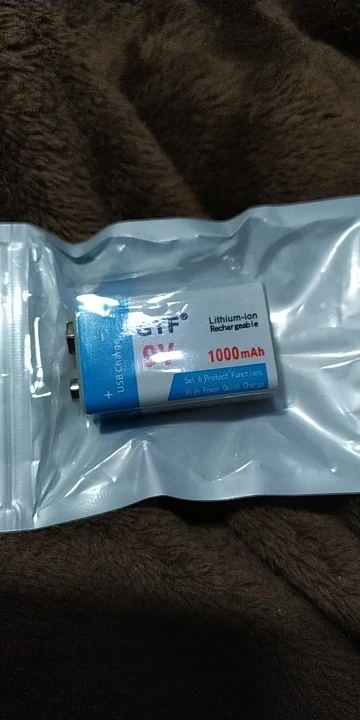 GTF®
9V
Lithium-ion
Rechargeable
1000mAh
Set 6 Protect Functions
High Power Quick Charge
USB Charge
+
-